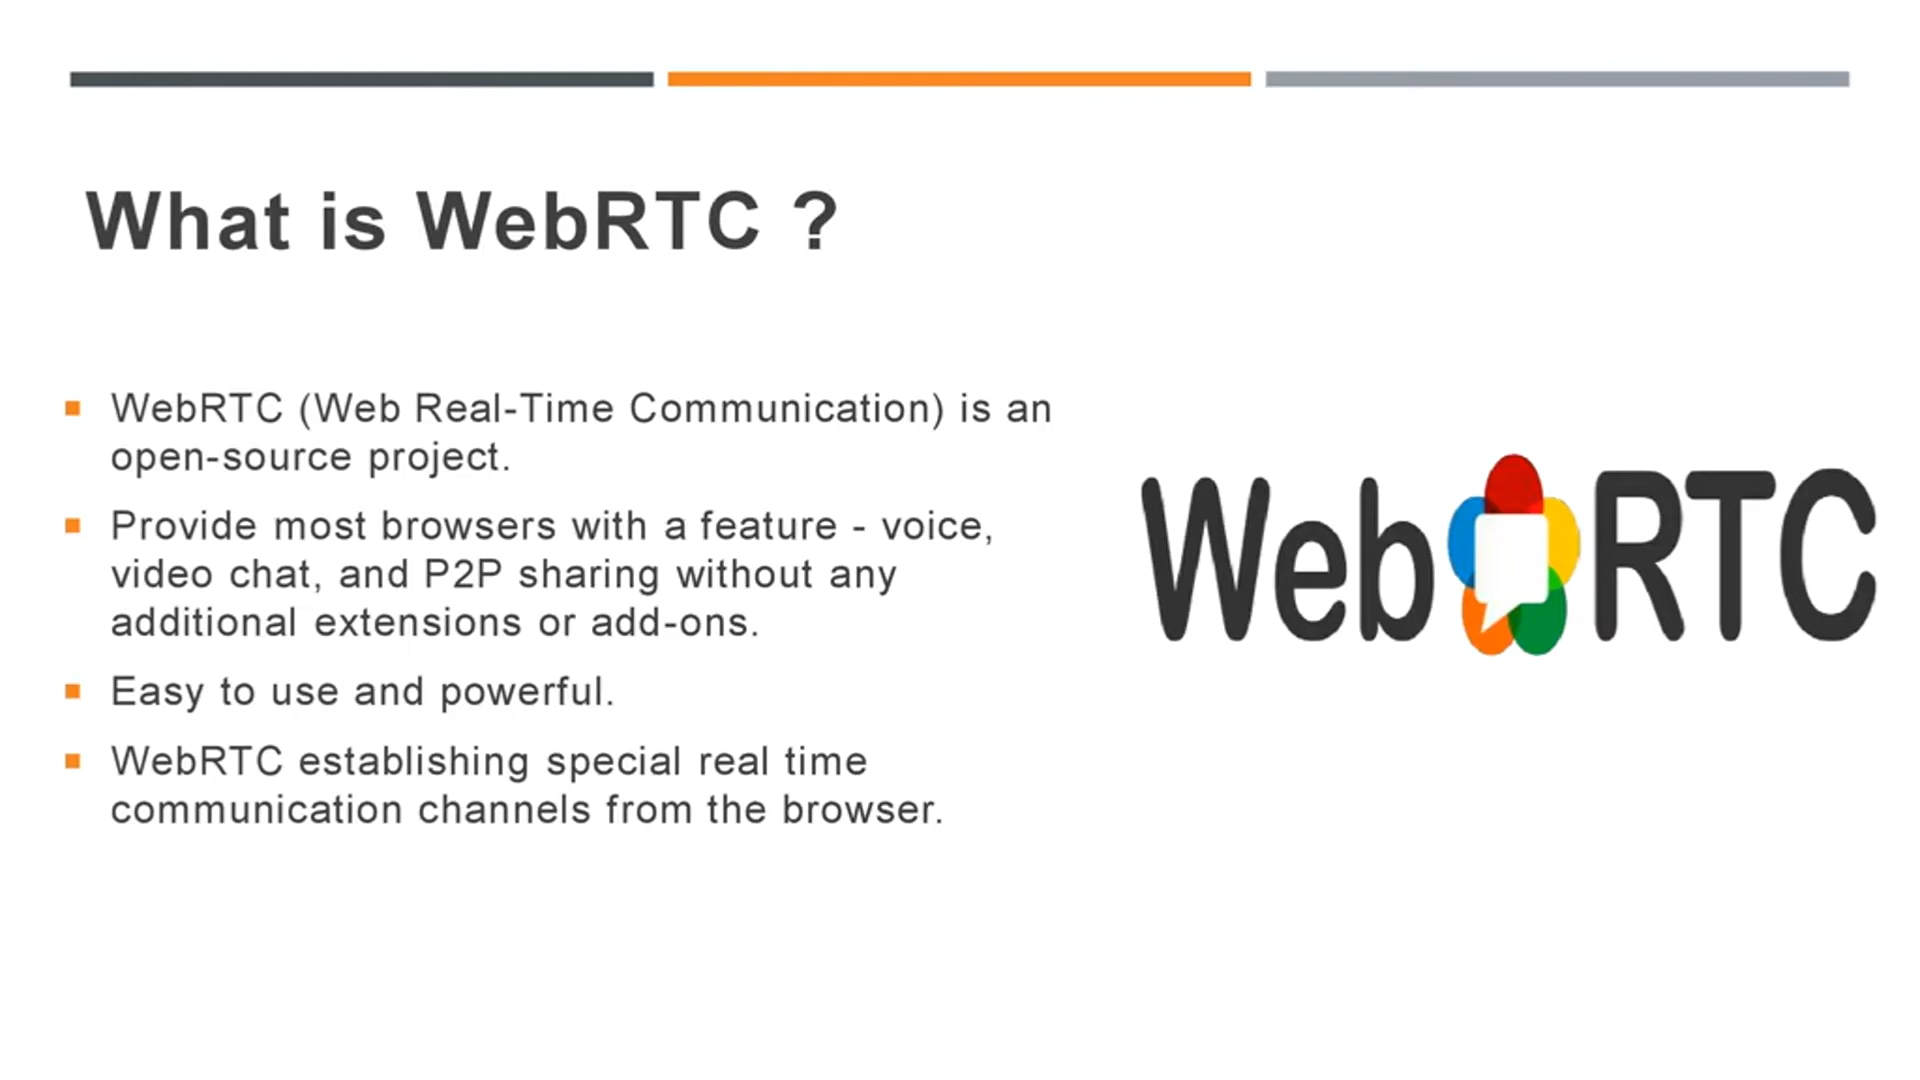 What is WebRTC ?
WebRTC (Web Real-Time Communication) is an
open-source project.
Provide most browsers with a feature - voice,
video chat, and P2P sharing without any
additional extensions or add-ons.
Easy to use and powerful.
WebRTC establishing special real time
communication channels from the browser.
Web RTC